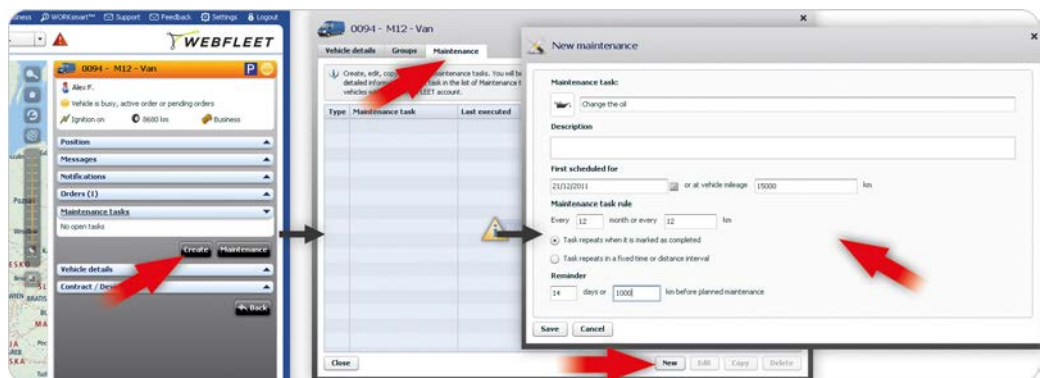 WORKsmart™ Support Feedback Settings Logout
WEBFLEET
0094 - M12 - Van
Alex F.
Vehicle is busy, active order or pending orders
Ignition on 8680 km Business
Position
Messages
Notifications
Orders (1)
Maintenance tasks
No open tasks
Create Maintenance
Vehicle details
Contract /
Back
0094 - M12 - Van
Vehicle details Groups Maintenance
Create, edit, maintenance tasks. You will
detailed task in the list of Maintenance
vehicles account.
Type Maintenance task Last executed
Close New Edit Copy Delete
New maintenance
Maintenance task:
Change the oil
Description
First scheduled for
21/12/2011 or at vehicle mileage 15000 km
Maintenance task rule
Every 12 month or every 12 km
Task repeats when it is marked as completed
Task repeats in a fixed time or distance interval
Reminder
14 days or 1000 km before planned maintenance
Save Cancel